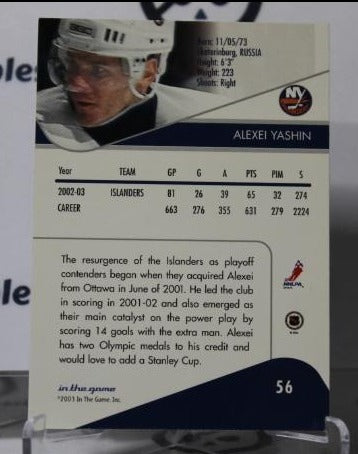 Born: 11/05/73
Ekaterinburg, RUSSIA
Height: 6'3"
Weight: 223
Shoots: Right
ALEXEI YASHIN
Year TEAM GP G A PTS PIM S
2002-03 ISLANDERS 81 26 39 65 32 274
CAREER 663 276 355 631 279 2224
The resurgence of the Islanders as playoff
contenders began when they acquired Alexei
from Ottawa in June of 2001. He led the club
in scoring in 2001-02 and also emerged as
their main catalyst on the power play by
scoring 14 goals with the extra man. Alexei
has two Olympic medals to his credit and
would love to add a Stanley Cup.
NHLPA
in the game
©2003 In The Game, Inc.
56